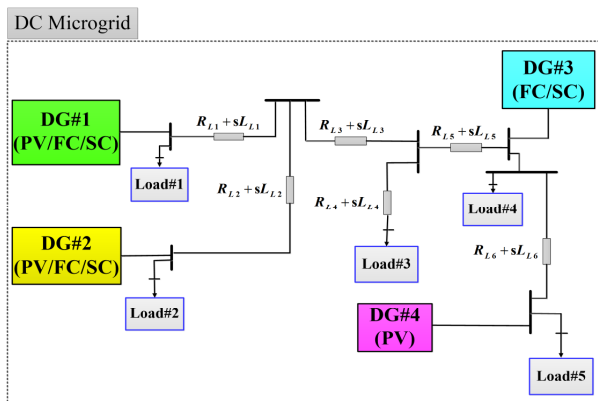 DC Microgrid
DG#1
(PV/FC/SC)
Load#1
R_{L1}+sL_{L1}
R_{L2}+sL_{L2}
R_{L3}+sL_{L3}
R_{L5}+sL_{L5}
DG#3
(FC/SC)
R_{L4}+sL_{L4}
Load#4
Load#3
R_{L6}+sL_{L6}
DG#2
(PV/FC/SC)
Load#2
DG#4
(PV)
Load#5